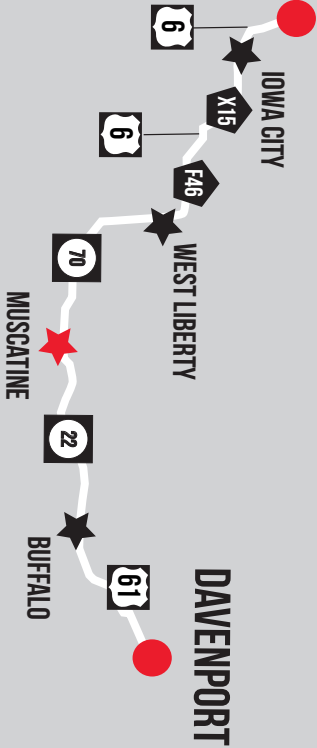 6
IOWA CITY
X15
6
F46
WEST LIBERTY
70
MUSCATINE
22
BUFFALO
61
DAVENPORT